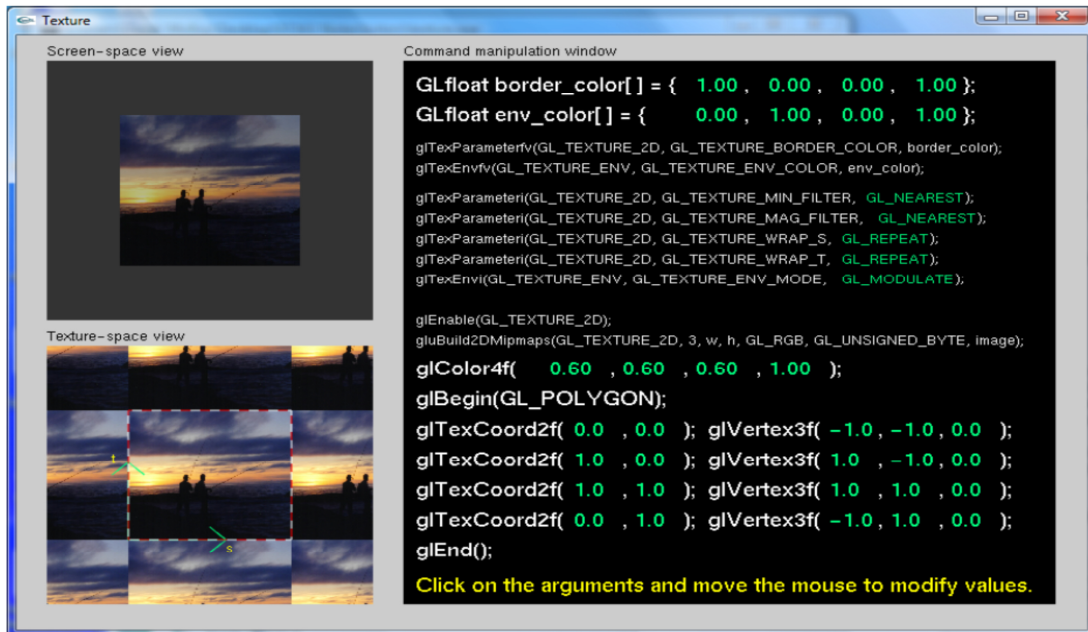 Texture
Screen-space view
Command manipulation window
GLfloat border_color[ ] = { 1.00 , 0.00 , 0.00 , 1.00 };
GLfloat env_color[ ] = { 0.00 , 1.00 , 0.00 , 1.00 };
glTexParameterfv(GL_TEXTURE_2D, GL_TEXTURE_BORDER_COLOR, border_color);
glTexEnvfv(GL_TEXTURE_ENV, GL_TEXTURE_ENV_COLOR, env_color);
glTexParameteri(GL_TEXTURE_2D, GL_TEXTURE_MIN_FILTER, GL_NEAREST);
glTexParameteri(GL_TEXTURE_2D, GL_TEXTURE_MAG_FILTER, GL_NEAREST);
glTexParameteri(GL_TEXTURE_2D, GL_TEXTURE_WRAP_S, GL_REPEAT);
glTexParameteri(GL_TEXTURE_2D, GL_TEXTURE_WRAP_T, GL_REPEAT);
glTexEnvi(GL_TEXTURE_ENV, GL_TEXTURE_ENV_MODE, GL_MODULATE);
glEnable(GL_TEXTURE_2D);
gluBuild2DMipmaps(GL_TEXTURE_2D, 3, w, h, GL_RGB, GL_UNSIGNED_BYTE, image);
glColor4f( 0.60 , 0.60 , 0.60 , 1.00 );
glBegin(GL_POLYGON);
glTexCoord2f( 0.0 , 0.0 ); glVertex3f( -1.0 , -1.0 , 0.0 );
glTexCoord2f( 1.0 , 0.0 ); glVertex3f( 1.0 , -1.0 , 0.0 );
glTexCoord2f( 1.0 , 1.0 ); glVertex3f( 1.0 , 1.0 , 0.0 );
glTexCoord2f( 0.0 , 1.0 ); glVertex3f( -1.0 , 1.0 , 0.0 );
glEnd();
Click on the arguments and move the mouse to modify values.
Texture-space view
t
s